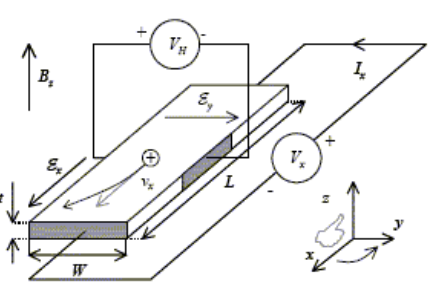 + V_H -
I_x
B_z
ℰ_y
ℰ_x
+
v_x
V_x +
-
L
t
z
y
x
W